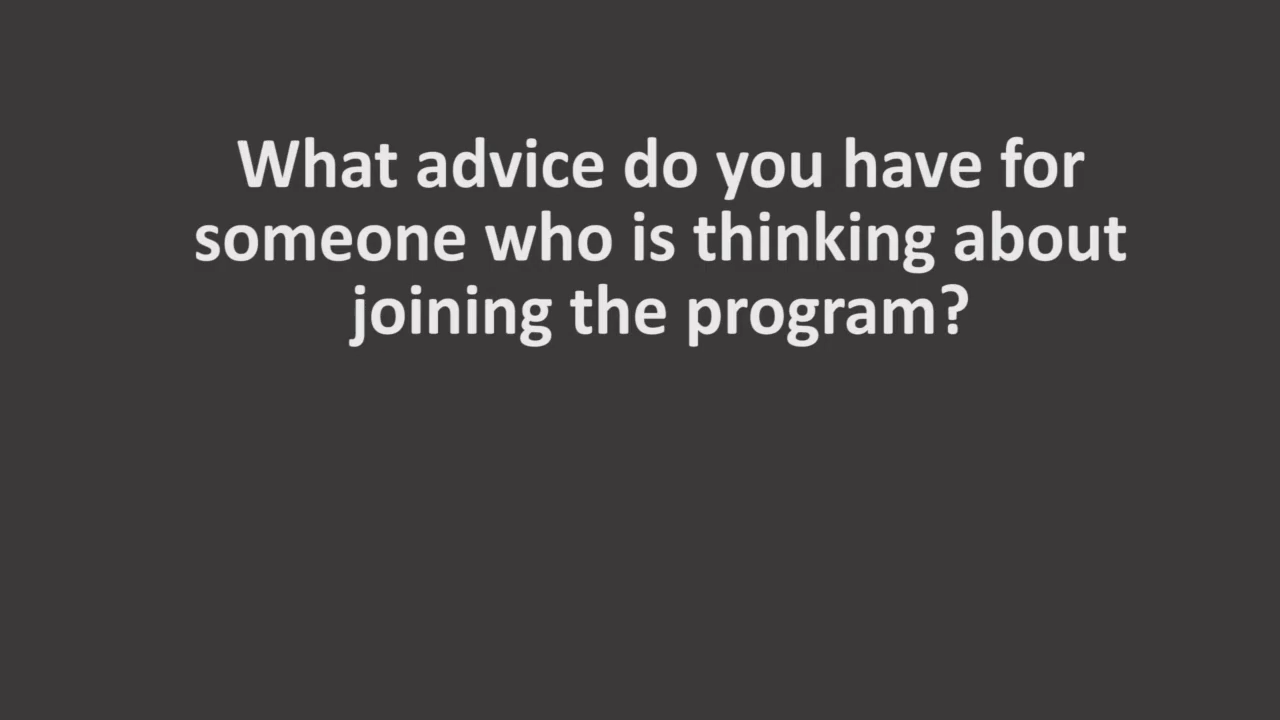 What advice do you have for
someone who is thinking about
joining the program?